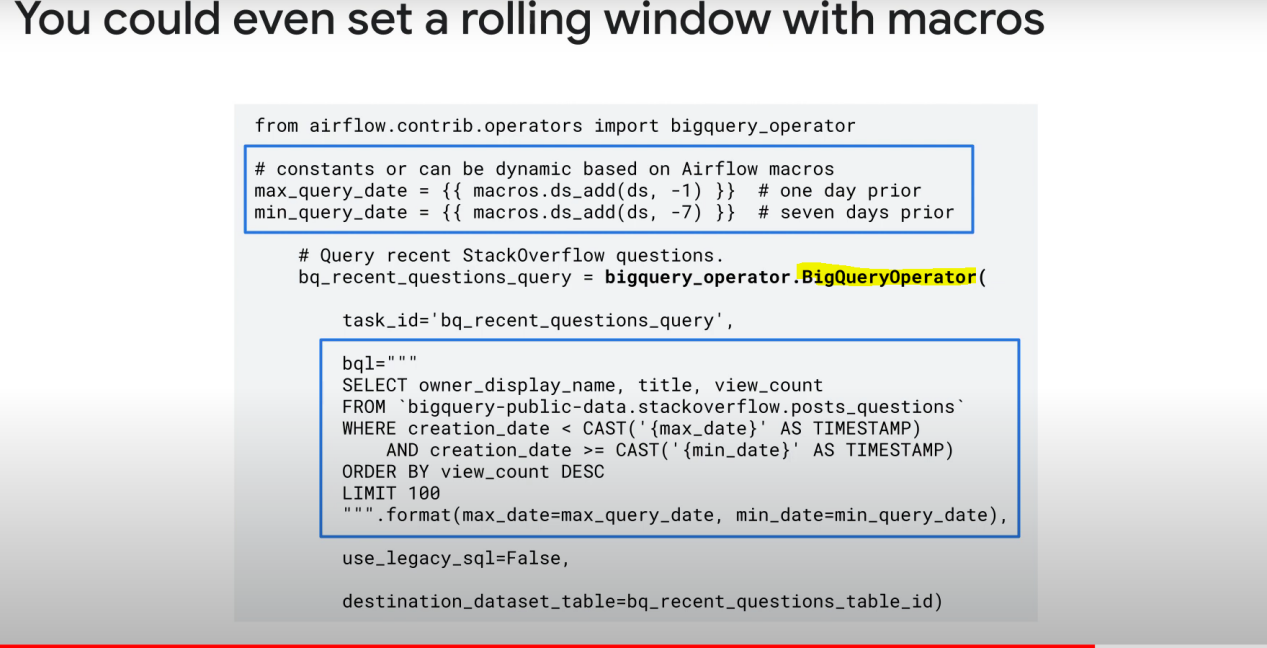 You could even set a rolling window with macros
from airflow.contrib.operators import bigquery_operator
# constants or can be dynamic based on Airflow macros
max_query_date = {{ macros.ds_add(ds, -1) }}  # one day prior
min_query_date = {{ macros.ds_add(ds, -7) }}  # seven days prior
# Query recent StackOverflow questions.
bq_recent_questions_query = bigquery_operator.BigQueryOperator(
task_id='bq_recent_questions_query',
bql="""
SELECT owner_display_name, title, view_count
FROM `bigquery-public-data.stackoverflow.posts_questions`
WHERE creation_date < CAST('{max_date}' AS TIMESTAMP)
AND creation_date >= CAST('{min_date}' AS TIMESTAMP)
ORDER BY view_count DESC
LIMIT 100
""".format(max_date=max_query_date, min_date=min_query_date),
use_legacy_sql=False,
destination_dataset_table=bq_recent_questions_table_id)